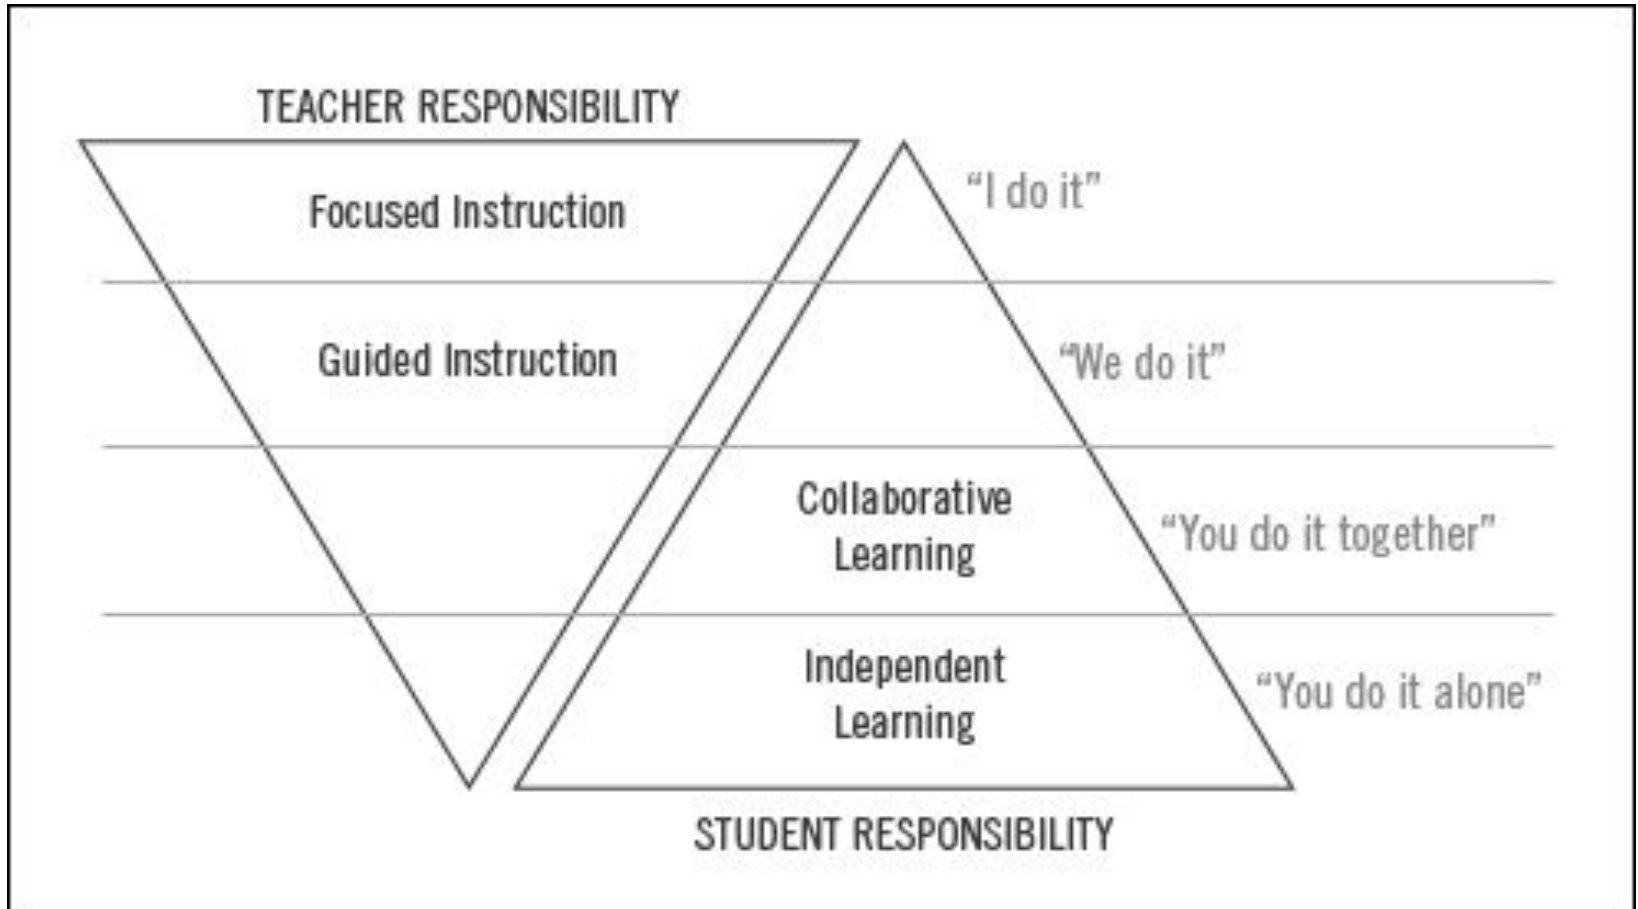 TEACHER RESPONSIBILITY
Focused Instruction
“I do it”
Guided Instruction
“We do it”
Collaborative
Learning
“You do it together”
Independent
Learning
“You do it alone”
STUDENT RESPONSIBILITY